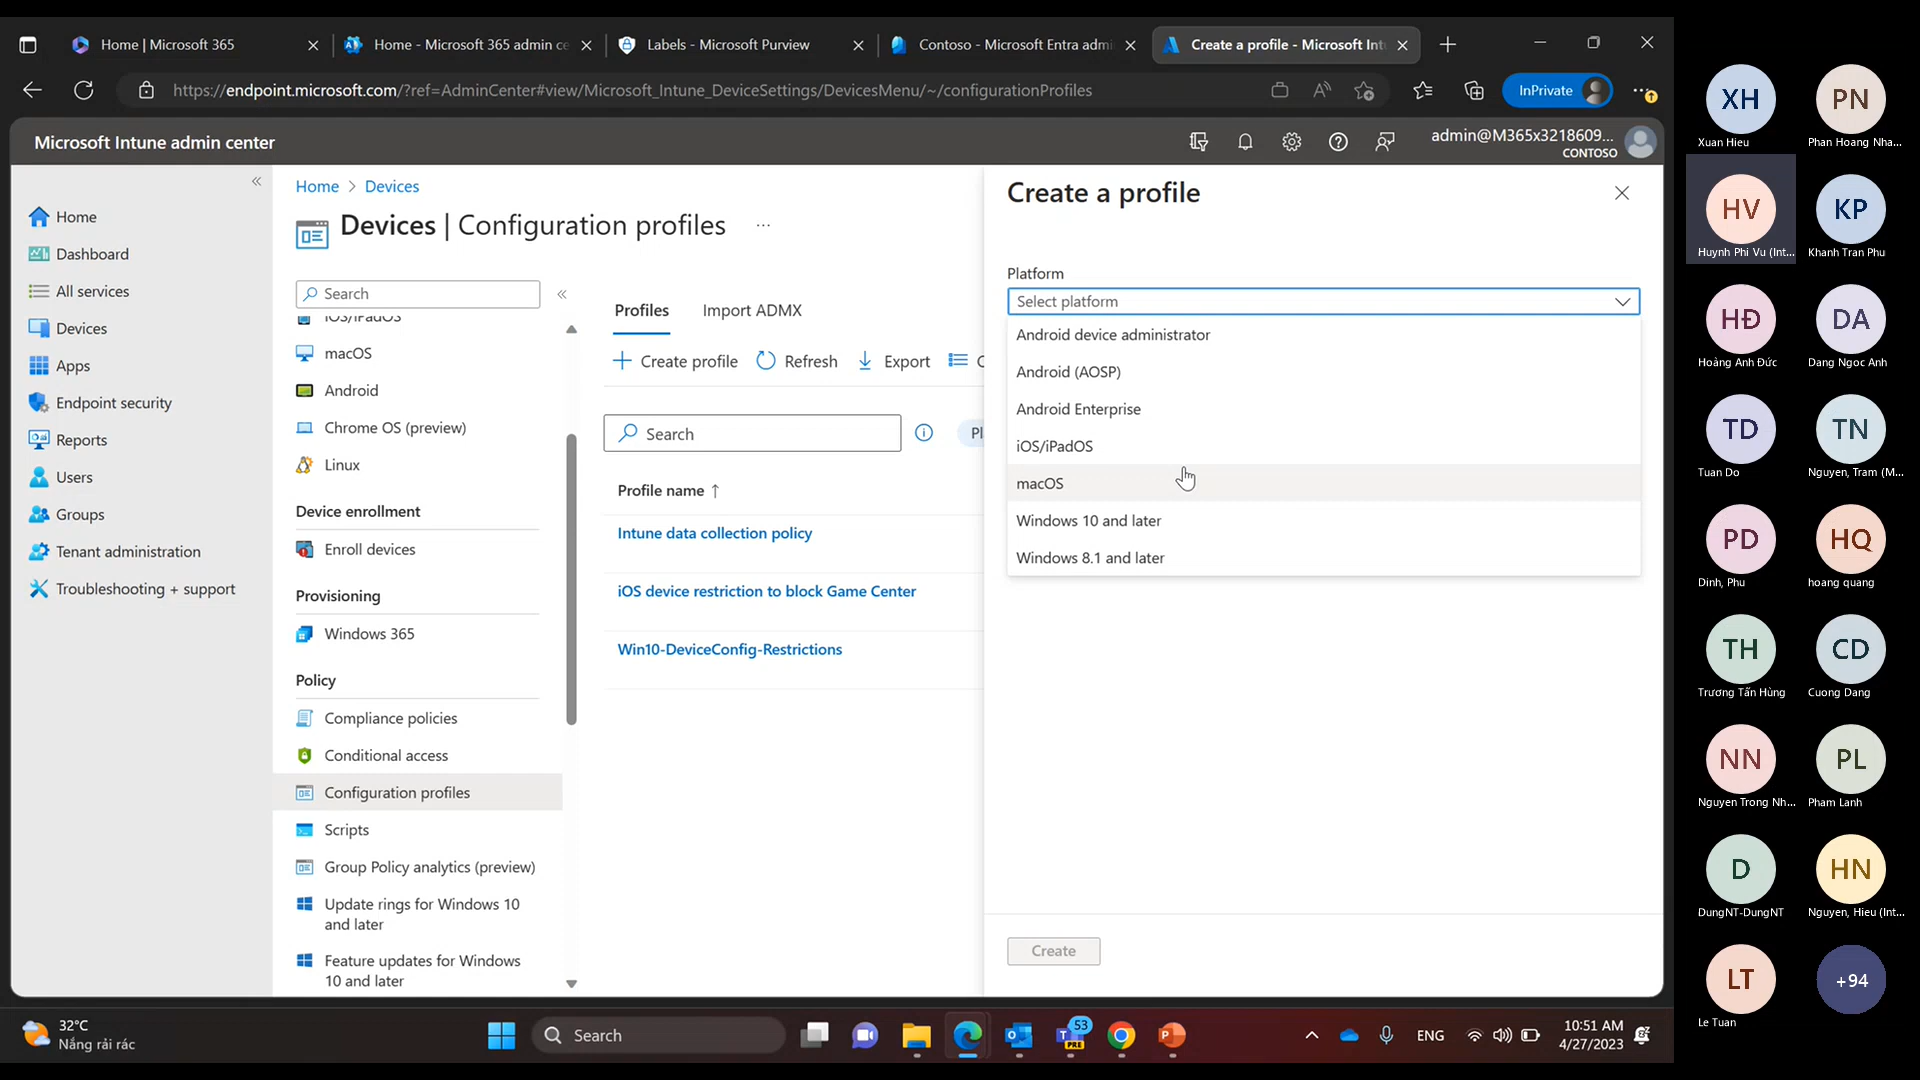 Home | Microsoft 365
Home - Microsoft 365 admin ce
Labels - Microsoft Purview
Contoso - Microsoft Entra admi
Create a profile - Microsoft Int
https://endpoint.microsoft.com/?ref=AdminCenter#view/Microsoft_Intune_DeviceSettings/DevicesMenu/~/configurationProfiles
InPrivate
Microsoft Intune admin center
admin@M365x3218609...
CONTOSO
Home
Dashboard
All services
Devices
Apps
Endpoint security
Reports
Users
Groups
Tenant administration
Troubleshooting + support
Home > Devices
Devices | Configuration profiles
Search
iOS/iPadOS
macOS
Android
Chrome OS (preview)
Linux
Device enrollment
Enroll devices
Provisioning
Windows 365
Policy
Compliance policies
Conditional access
Configuration profiles
Scripts
Group Policy analytics (preview)
Update rings for Windows 10
and later
Feature updates for Windows
10 and later
Profiles
Import ADMX
Create profile
Refresh
Export
C
Search
Pl
Profile name ↑
Intune data collection policy
iOS device restriction to block Game Center
Win10-DeviceConfig-Restrictions
Create a profile
Platform
Select platform
Android device administrator
Android (AOSP)
Android Enterprise
iOS/iPadOS
macOS
Windows 10 and later
Windows 8.1 and later
Create
XH
Xuan Hieu
PN
Phan Hoang Nha...
HV
Huynh Phi Vu (Int...
KP
Khanh Tran Phu
HĐ
Hoàng Anh Đức
DA
Dang Ngoc Anh
TD
Tuan Do
TN
Nguyen, Tram (M...
PD
Dinh, Phu
HQ
hoang quang
TH
Trương Tấn Hùng
CD
Cuong Dang
NN
Nguyen Trong Nh...
PL
Pham Lanh
D
DungNT-DungNT
HN
Nguyen, Hieu (Int...
LT
Le Tuan
+94
32°C
Nắng rải rác
Search
53
PRE
ENG
10:51 AM
4/27/2023